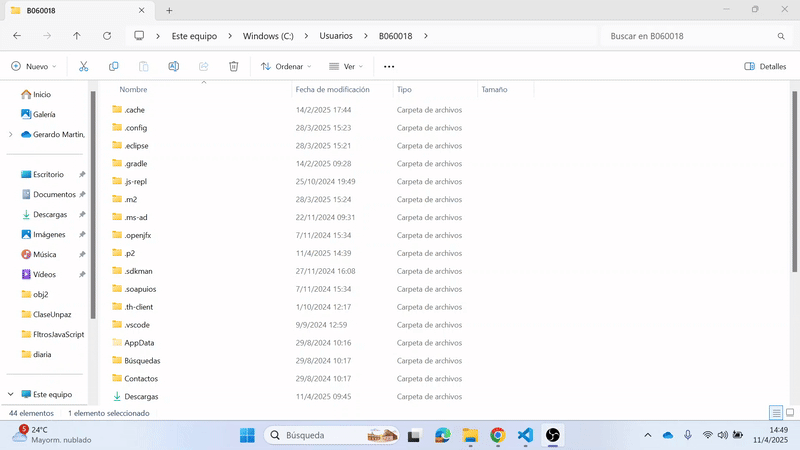 B060018
Este equipo
Windows (C:)
Usuarios
B060018
Buscar en B060018
Nuevo
Ordenar
Ver
Detalles
Nombre Fecha de modificación Tipo Tamaño
Inicio
Galería
Gerardo Martin,
Escritorio
Documentos
Descargas
Imágenes
Música
Vídeos
obj2
ClaseUnpaz
FltrosJavaScript
diaria
Este equipo
.cache 14/2/2025 17:44 Carpeta de archivos
.config 28/3/2025 15:23 Carpeta de archivos
.eclipse 28/3/2025 15:21 Carpeta de archivos
.gradle 14/2/2025 09:28 Carpeta de archivos
.js-repl 25/10/2024 19:49 Carpeta de archivos
.m2 28/3/2025 15:24 Carpeta de archivos
.ms-ad 22/11/2024 09:31 Carpeta de archivos
.openjfx 7/11/2024 15:34 Carpeta de archivos
.p2 11/4/2025 14:39 Carpeta de archivos
.sdkman 27/11/2024 16:08 Carpeta de archivos
.soapuios 7/11/2024 15:34 Carpeta de archivos
.th-client 1/10/2024 12:17 Carpeta de archivos
.vscode 9/9/2024 12:59 Carpeta de archivos
AppData 29/8/2024 10:16 Carpeta de archivos
Búsquedas 29/8/2024 10:17 Carpeta de archivos
Contactos 29/8/2024 10:17 Carpeta de archivos
Descargas 11/4/2025 09:45 Carpeta de archivos
44 elementos 1 elemento seleccionado
5
24°C
Mayorm. nublado
Búsqueda
14:49
11/4/2025